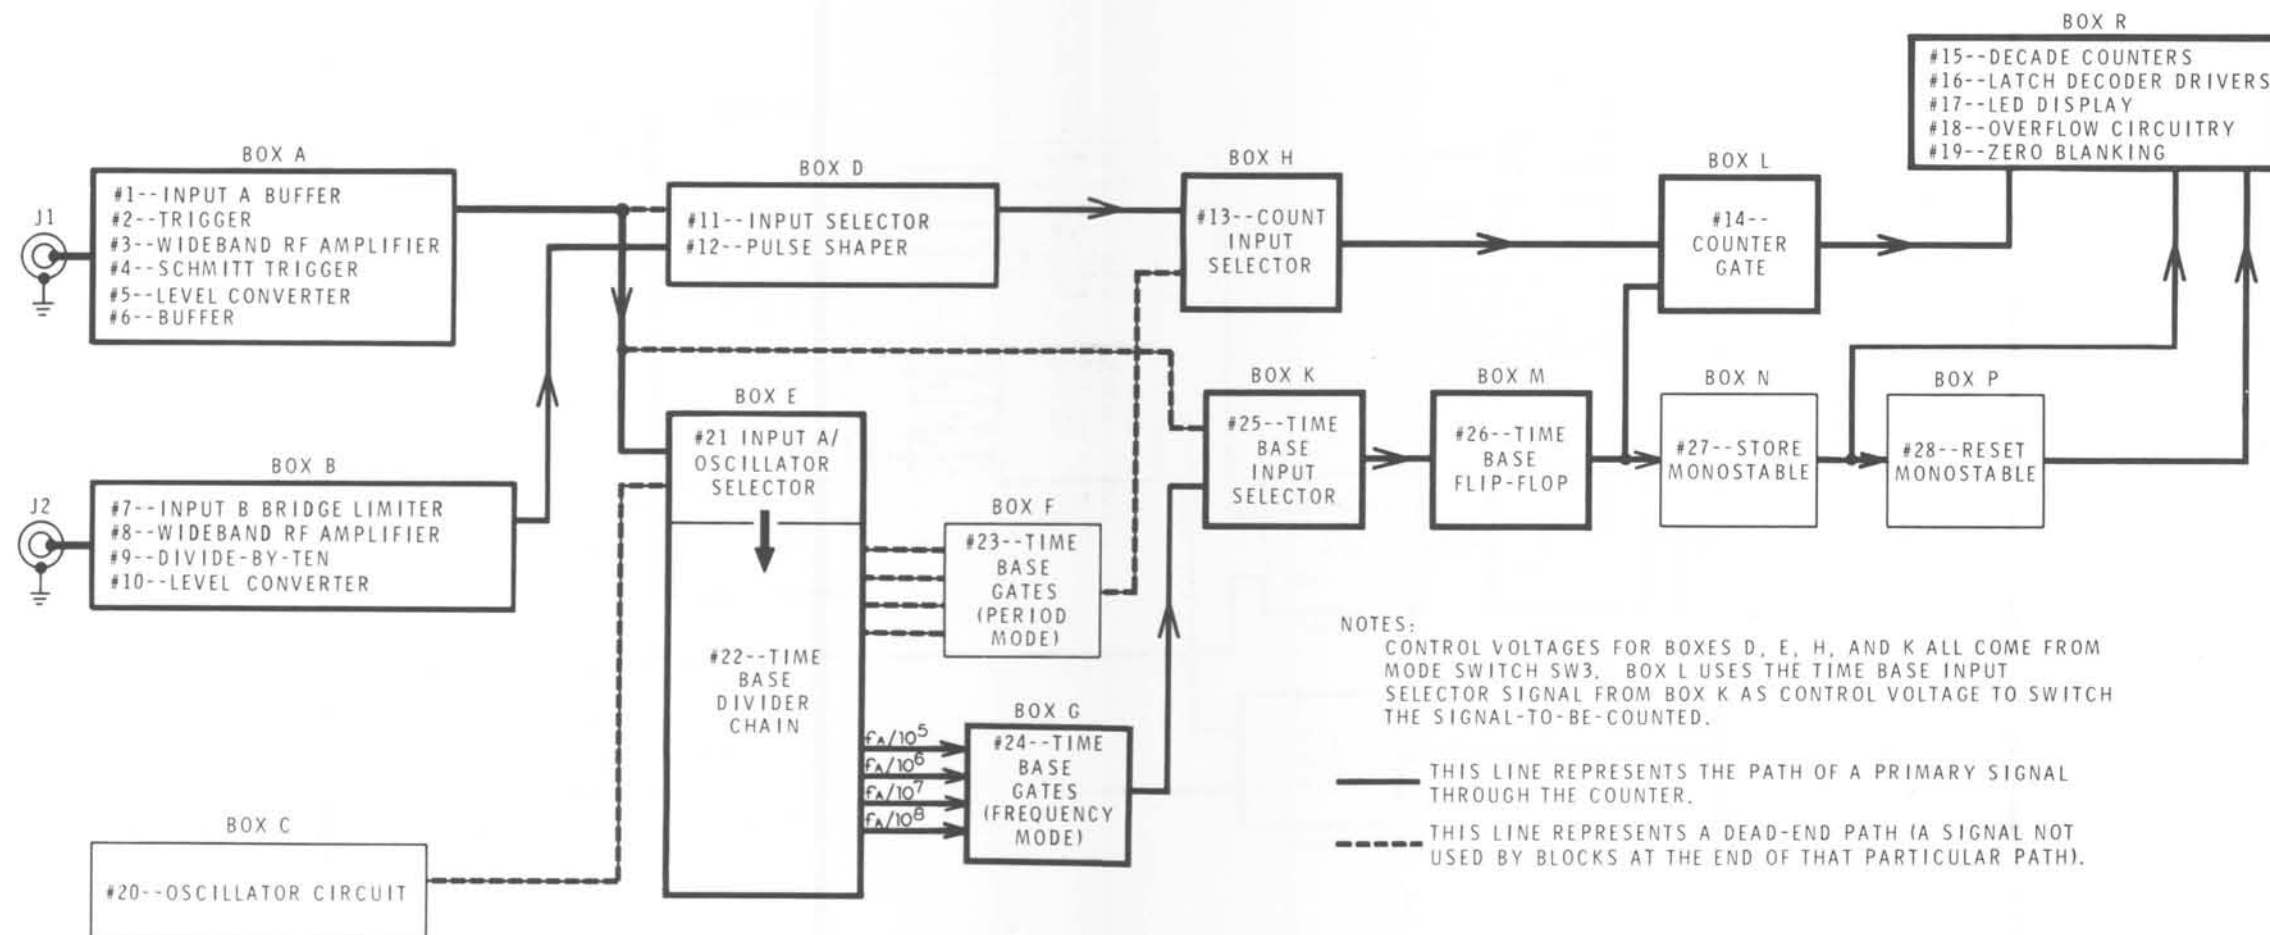 BOX R
#15--DECADE COUNTERS
#16--LATCH DECODER DRIVERS
#17--LED DISPLAY
#18--OVERFLOW CIRCUITRY
#19--ZERO BLANKING
BOX A
#1--INPUT A BUFFER
#2--TRIGGER
#3--WIDEBAND RF AMPLIFIER
#4--SCHMITT TRIGGER
#5--LEVEL CONVERTER
#6--BUFFER
J1
BOX D
#11--INPUT SELECTOR
#12--PULSE SHAPER
BOX H
#13--COUNT
INPUT
SELECTOR
BOX L
#14--
COUNTER
GATE
BOX B
#7--INPUT B BRIDGE LIMITER
#8--WIDEBAND RF AMPLIFIER
#9--DIVIDE-BY-TEN
#10--LEVEL CONVERTER
J2
BOX E
#21 INPUT A/
OSCILLATOR
SELECTOR
#22--TIME
BASE
DIVIDER
CHAIN
BOX F
#23--TIME
BASE
GATES
(PERIOD
MODE)
BOX K
#25--TIME
BASE
INPUT
SELECTOR
BOX M
#26--TIME
BASE
FLIP-FLOP
BOX N
#27--STORE
MONOSTABLE
BOX P
#28--RESET
MONOSTABLE
fA/10⁵
fA/10⁶
fA/10⁷
fA/10⁸
BOX G
#24--TIME
BASE
GATES
(FREQUENCY
MODE)
BOX C
#20--OSCILLATOR CIRCUIT
NOTES:
CONTROL VOLTAGES FOR BOXES D, E, H, AND K ALL COME FROM
MODE SWITCH SW3. BOX L USES THE TIME BASE INPUT
SELECTOR SIGNAL FROM BOX K AS CONTROL VOLTAGE TO SWITCH
THE SIGNAL-TO-BE-COUNTED.
THIS LINE REPRESENTS THE PATH OF A PRIMARY SIGNAL
THROUGH THE COUNTER.
THIS LINE REPRESENTS A DEAD-END PATH (A SIGNAL NOT
USED BY BLOCKS AT THE END OF THAT PARTICULAR PATH).